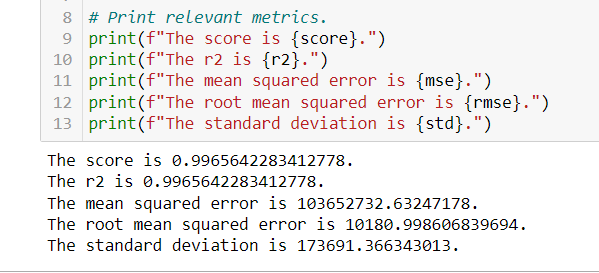 8 # Print relevant metrics.
9 print(f"The score is {score}.")
10 print(f"The r2 is {r2}.")
11 print(f"The mean squared error is {mse}.")
12 print(f"The root mean squared error is {rmse}.")
13 print(f"The standard deviation is {std}.")
The score is 0.9965642283412778.
The r2 is 0.9965642283412778.
The mean squared error is 103652732.63247178.
The root mean squared error is 10180.998606839694.
The standard deviation is 173691.366343013.